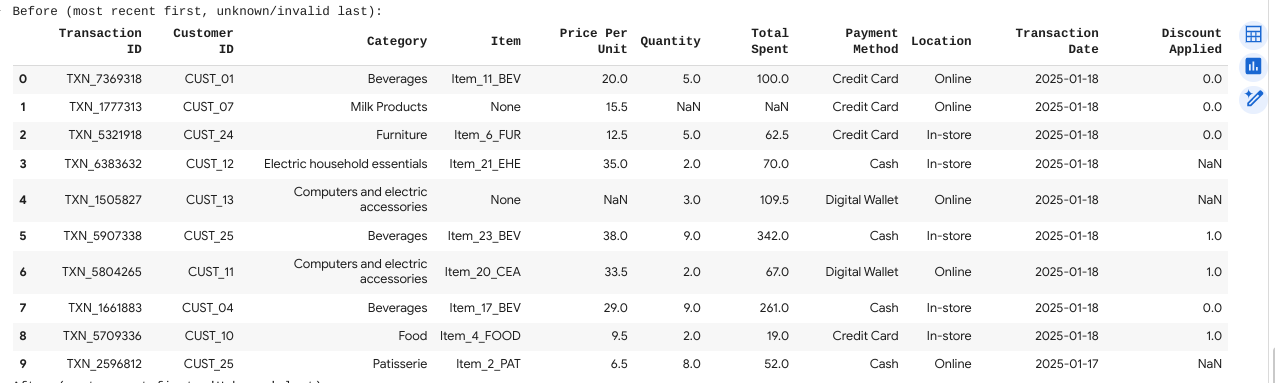 Before (most recent first, unknown/invalid last):
Transaction ID Customer ID Category Item Price Per Unit Quantity Total Spent Payment Method Location Transaction Date Discount Applied
0 TXN_7369318 CUST_01 Beverages Item_11_BEV 20.0 5.0 100.0 Credit Card Online 2025-01-18 0.0
1 TXN_1777313 CUST_07 Milk Products None 15.5 NaN NaN Credit Card Online 2025-01-18 0.0
2 TXN_5321918 CUST_24 Furniture Item_6_FUR 12.5 5.0 62.5 Credit Card In-store 2025-01-18 0.0
3 TXN_6383632 CUST_12 Electric household essentials Item_21_EHE 35.0 2.0 70.0 Cash In-store 2025-01-18 NaN
4 TXN_1505827 CUST_13 Computers and electric accessories None NaN 3.0 109.5 Digital Wallet Online 2025-01-18 NaN
5 TXN_5907338 CUST_25 Beverages Item_23_BEV 38.0 9.0 342.0 Cash In-store 2025-01-18 1.0
6 TXN_5804265 CUST_11 Computers and electric accessories Item_20_CEA 33.5 2.0 67.0 Digital Wallet Online 2025-01-18 1.0
7 TXN_1661883 CUST_04 Beverages Item_17_BEV 29.0 9.0 261.0 Cash In-store 2025-01-18 0.0
8 TXN_5709336 CUST_10 Food Item_4_FOOD 9.5 2.0 19.0 Credit Card In-store 2025-01-18 1.0
9 TXN_2596812 CUST_25 Patisserie Item_2_PAT 6.5 8.0 52.0 Cash Online 2025-01-17 NaN